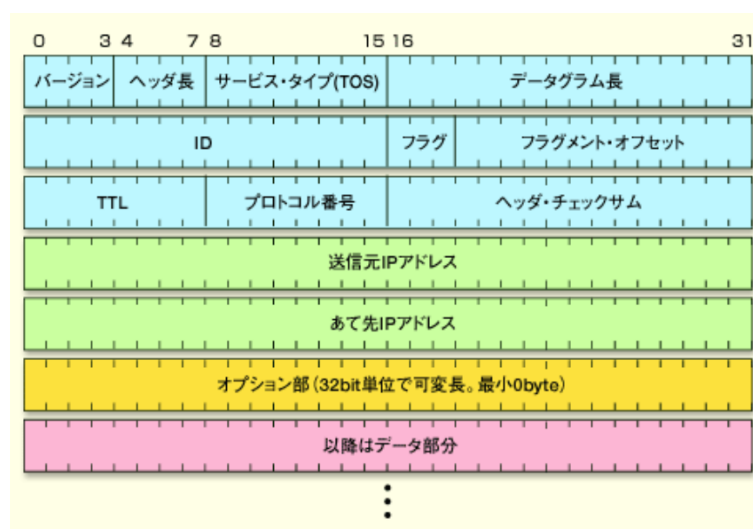 0 3 4 7 8 15 16 31
バージョン ヘッダ長 サービス・タイプ(TOS) データグラム長
ID フラグ フラグメント・オフセット
TTL プロトコル番号 ヘッダ・チェックサム
送信元IPアドレス
あて先IPアドレス
オプション部(32bit単位で可変長。最小0byte)
以降はデータ部分